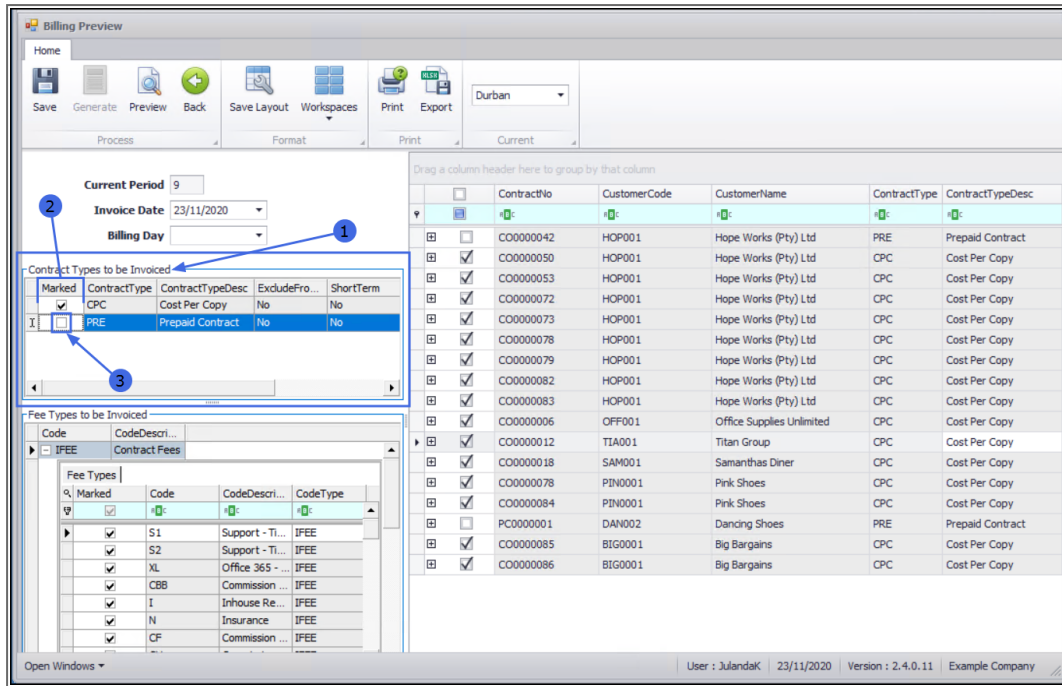 Billing Preview
Home
Save Generate Preview Back Save Layout Workspaces Print Export Durban
Process Format Print Current
Drag a column header here to group by that column
Current Period 9
Invoice Date 23/11/2020
Billing Day
2
1
Contract Types to be Invoiced
Marked ContractType ContractTypeDesc ExcludeFro... ShortTerm
CPC Cost Per Copy No No
PRE Prepaid Contract No No
3
Fee Types to be Invoiced
Code CodeDescri...
IFEE Contract Fees
Fee Types
Marked Code CodeDescri... CodeType
S1 Support - Ti... IFEE
S2 Support - Ti... IFEE
XL Office 365 - ... IFEE
CBB Commission ... IFEE
I Inhouse Re... IFEE
N Insurance IFEE
CF Commission ... IFEE
ContractNo CustomerCode CustomerName ContractType ContractTypeDesc
CO0000042 HOP001 Hope Works (Pty) Ltd PRE Prepaid Contract
CO0000050 HOP001 Hope Works (Pty) Ltd CPC Cost Per Copy
CO0000053 HOP001 Hope Works (Pty) Ltd CPC Cost Per Copy
CO0000072 HOP001 Hope Works (Pty) Ltd CPC Cost Per Copy
CO0000073 HOP001 Hope Works (Pty) Ltd CPC Cost Per Copy
CO0000078 HOP001 Hope Works (Pty) Ltd CPC Cost Per Copy
CO0000079 HOP001 Hope Works (Pty) Ltd CPC Cost Per Copy
CO0000082 HOP001 Hope Works (Pty) Ltd CPC Cost Per Copy
CO0000083 HOP001 Hope Works (Pty) Ltd CPC Cost Per Copy
CO0000006 OFF001 Office Supplies Unlimited CPC Cost Per Copy
CO0000012 TIA001 Titan Group CPC Cost Per Copy
CO0000018 SAM001 Samanthas Diner CPC Cost Per Copy
CO0000078 PIN0001 Pink Shoes CPC Cost Per Copy
CO0000084 PIN0001 Pink Shoes CPC Cost Per Copy
PC0000001 DAN002 Dancing Shoes PRE Prepaid Contract
CO0000085 BIG0001 Big Bargains CPC Cost Per Copy
CO0000086 BIG0001 Big Bargains CPC Cost Per Copy
Open Windows User : JulandaK 23/11/2020 Version : 2.4.0.11 Example Company